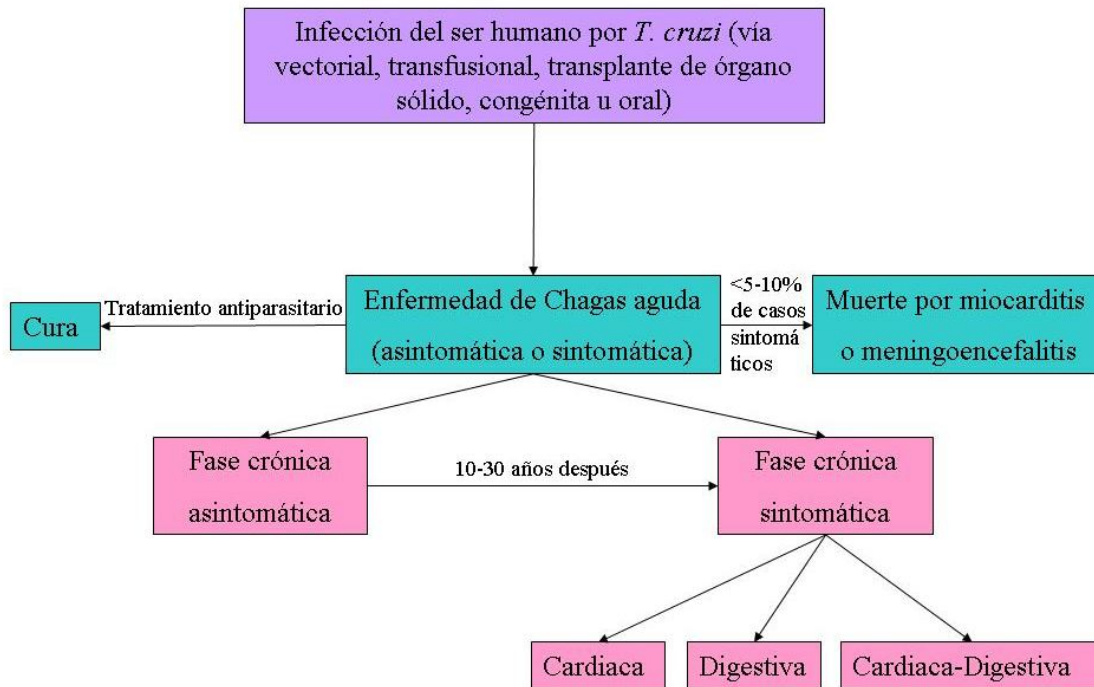 Infección del ser humano por T. cruzi (vía
vectorial, transfusional, transplante de órgano
sólido, congénita u oral)
Cura
Tratamiento antiparasitario
Enfermedad de Chagas aguda
(asintomática o sintomática)
<5-10%
de casos
sintomá
ticos
Muerte por miocarditis
o meningoencefalitis
Fase crónica
asintomática
10-30 años después
Fase crónica
sintomática
Cardiaca
Digestiva
Cardiaca-Digestiva